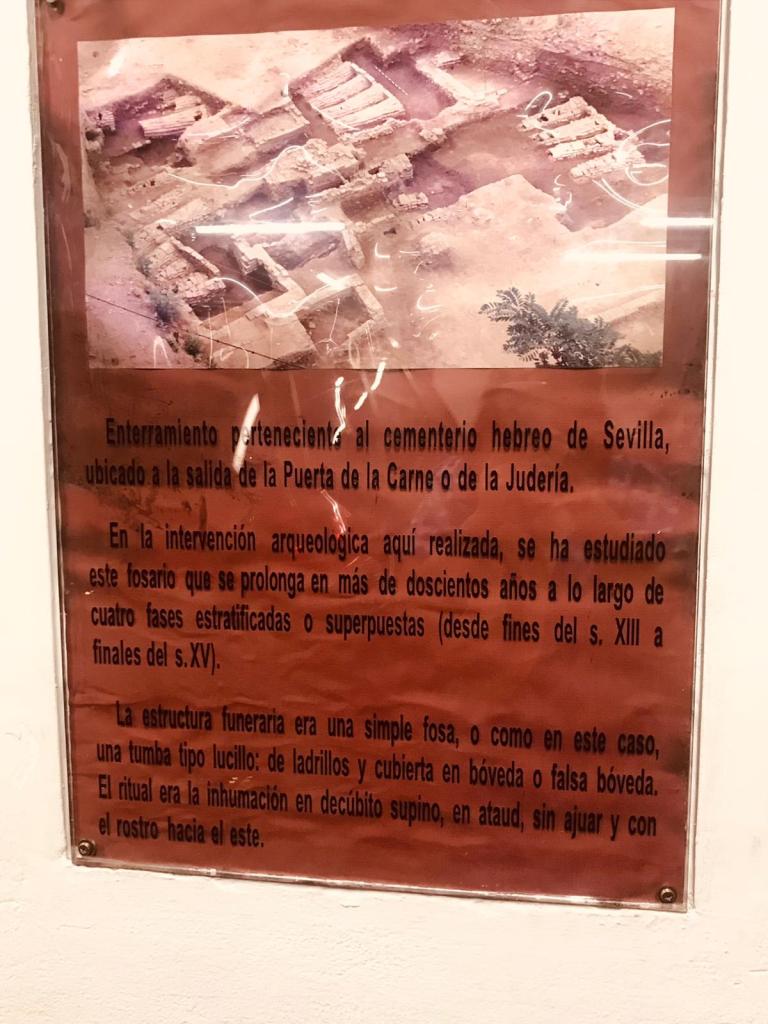 Enterramiento perteneciente al cementerio hebreo de Sevilla,
ubicado a la salida de la Puerta de la Carne o de la Judería.
En la intervención arqueológica aquí realizada, se ha estudiado
este fosario que se prolonga en más de doscientos años a lo largo de
cuatro fases estratificadas o superpuestas (desde fines del s. XIII a
finales del s.XV).
La estructura funeraria era una simple fosa, o como en este caso,
una tumba tipo lucillo: de ladrillos y cubierta en bóveda o falsa bóveda.
El ritual era la inhumación en decúbito supino, en ataud, sin ajuar y con
el rostro hacia el este.